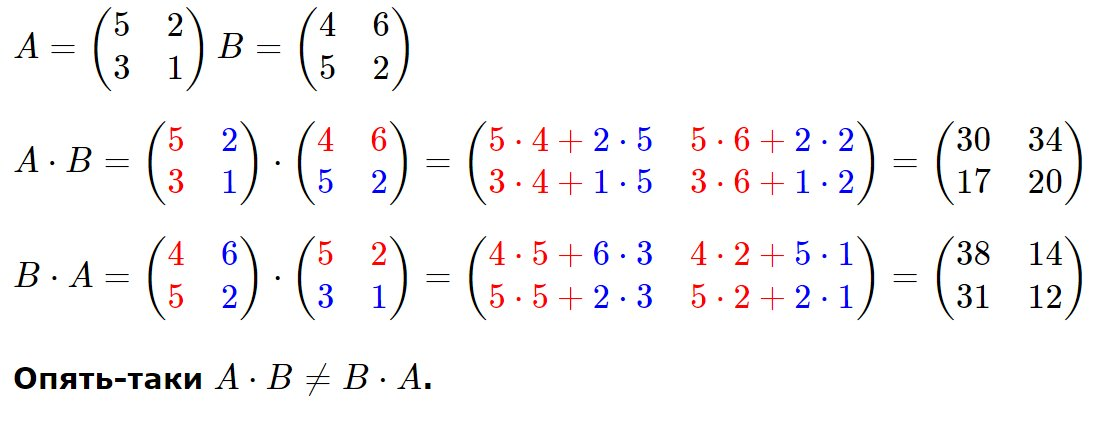 A = (5 2; 3 1) B = (4 6; 5 2)
A · B = (5 2; 3 1) · (4 6; 5 2) = (5 · 4 + 2 · 5 5 · 6 + 2 · 2; 3 · 4 + 1 · 5 3 · 6 + 1 · 2) = (30 34; 17 20)
B · A = (4 6; 5 2) · (5 2; 3 1) = (4 · 5 + 6 · 3 4 · 2 + 5 · 1; 5 · 5 + 2 · 3 5 · 2 + 2 · 1) = (38 14; 31 12)
Опять-таки A · B ≠ B · A.